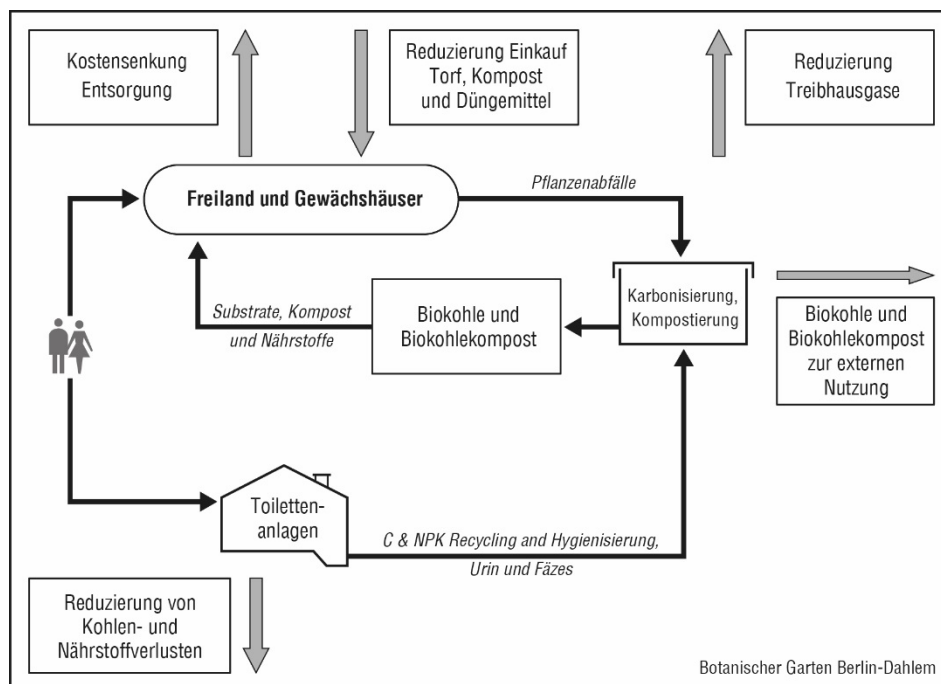 Kostensenkung
Entsorgung
Reduzierung Einkauf
Torf, Kompost
und Düngemittel
Reduzierung
Treibhausgase
Freiland und Gewächshäuser
Pflanzenabfälle
Substrate, Kompost
und Nährstoffe
Biokohle und
Biokohlekompost
Karbonisierung,
Kompostierung
Biokohle und
Biokohlekompost
zur externen
Nutzung
Toiletten-
anlagen
C & NPK Recycling and Hygienisierung,
Urin und Fäzes
Reduzierung von
Kohlen- und
Nährstoffverlusten
Botanischer Garten Berlin-Dahlem